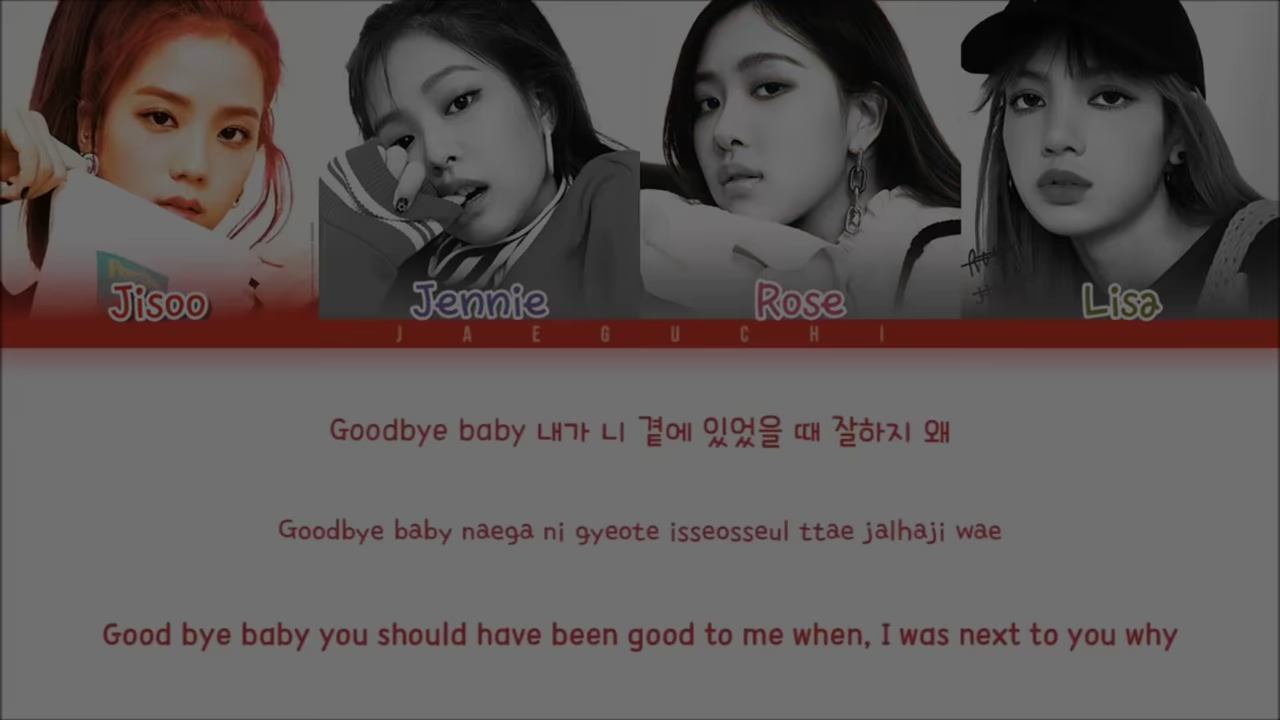 Jisoo Jennie Rose Lisa
JAEGUCHI
Goodbye baby 내가 니 곁에 있었을 때 잘하지 왜
Goodbye baby naega ni gyeote isseosseul ttae jalhaji wae
Good bye baby you should have been good to me when, I was next to you why